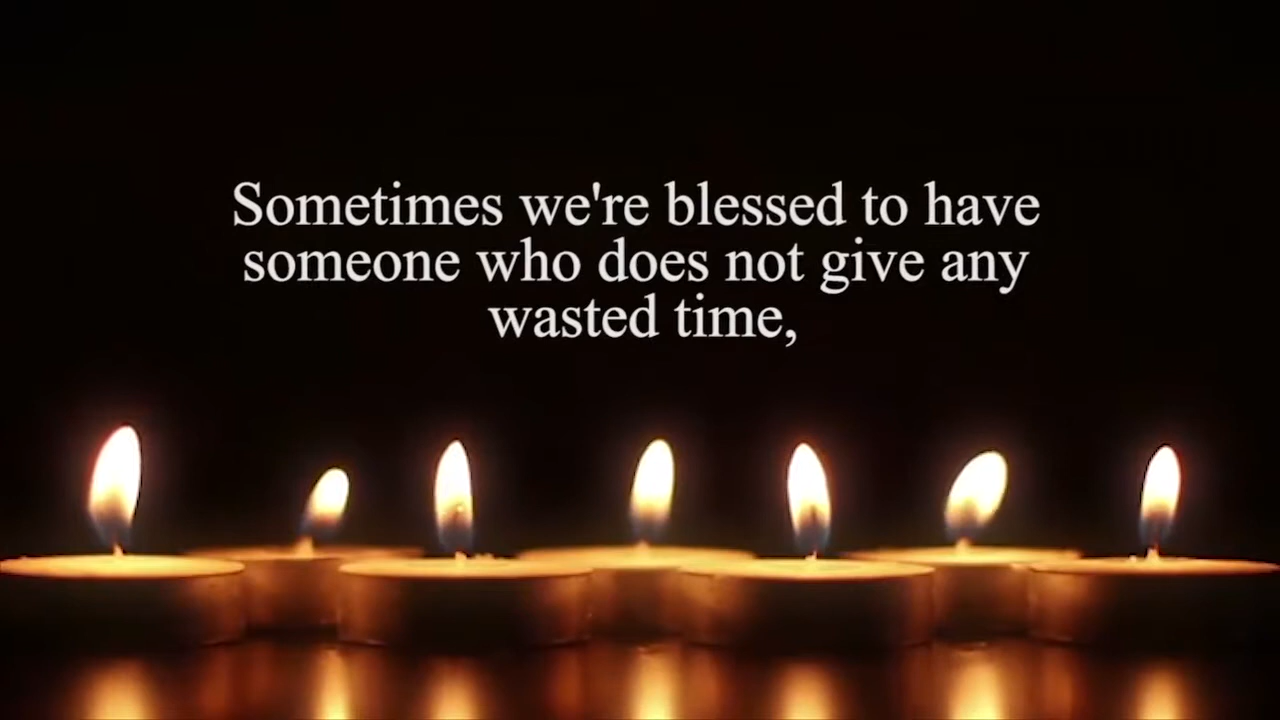 Sometimes we're blessed to have
someone who does not give any
wasted time,